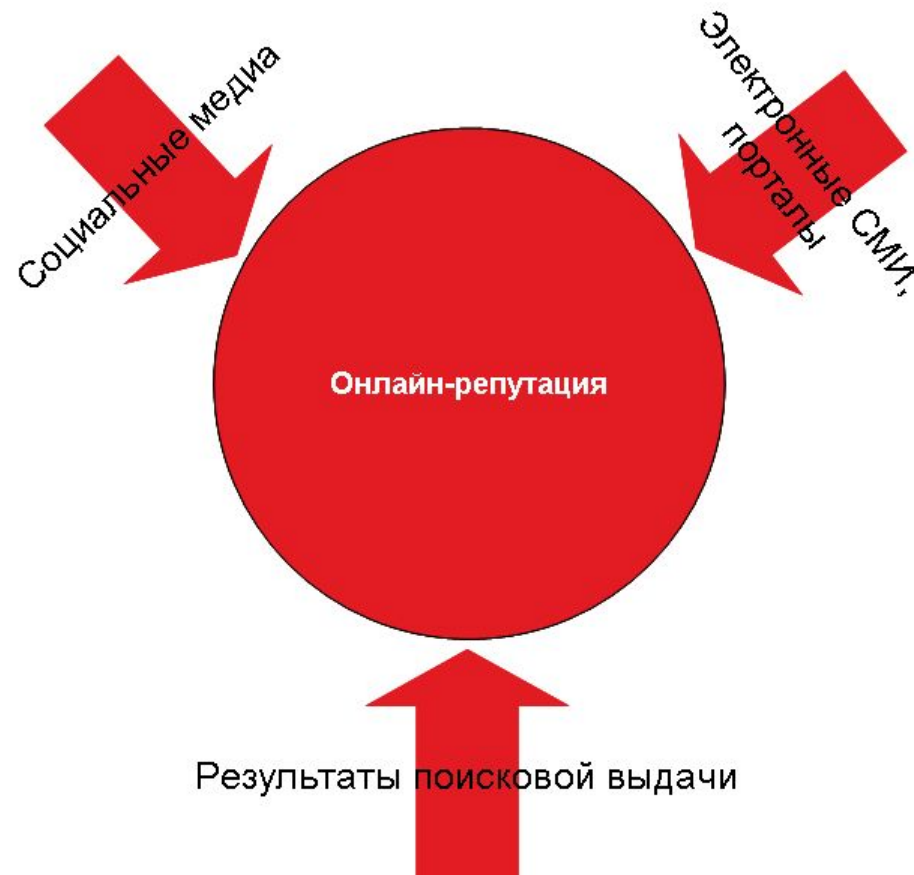 Социальные медиа
Электронные СМИ,
порталы
Онлайн-репутация
Результаты поисковой выдачи